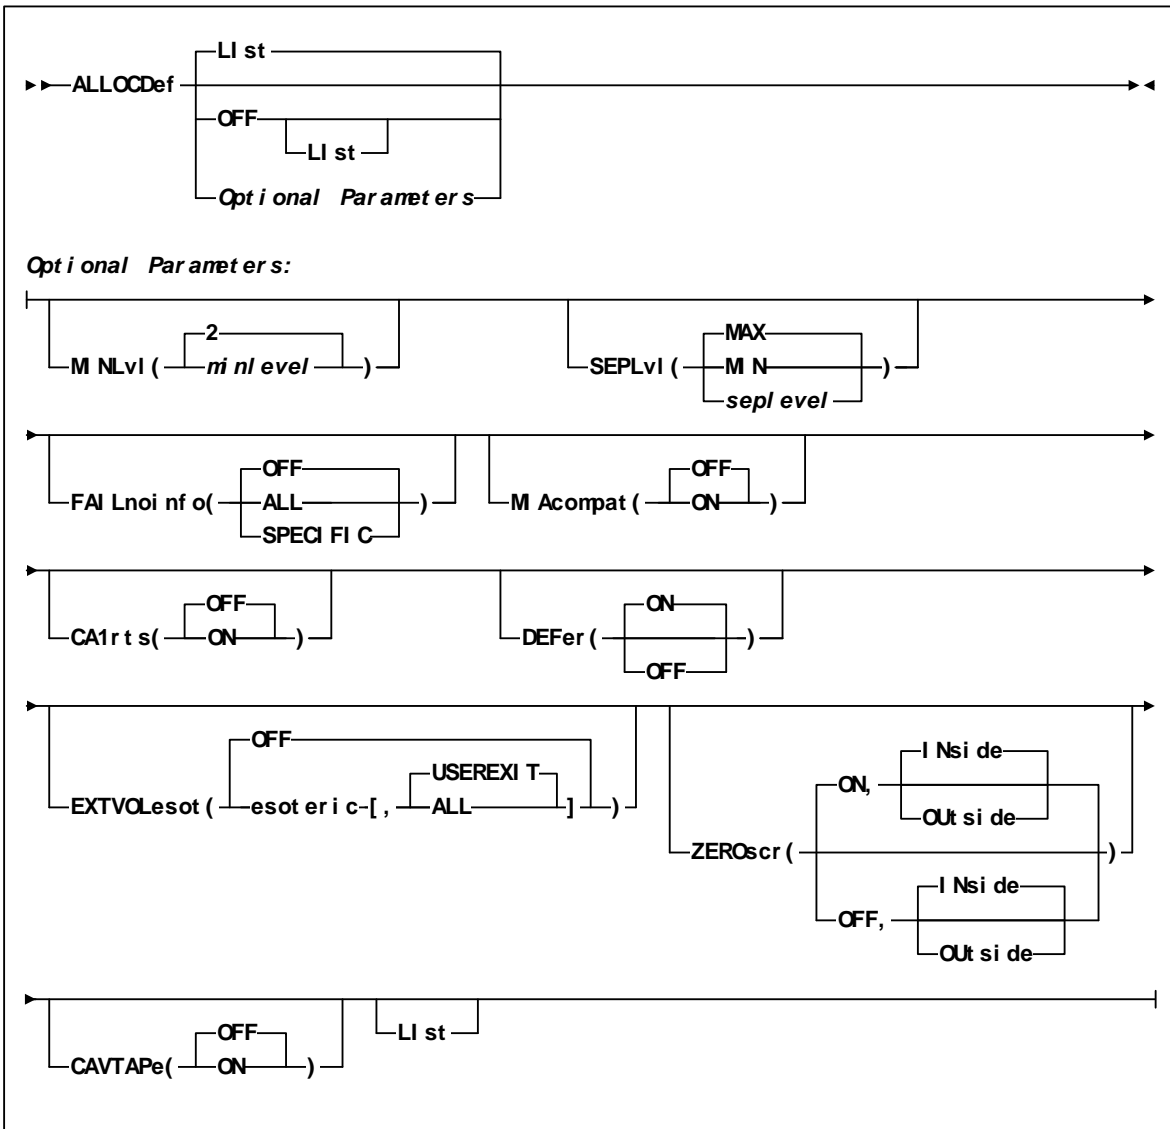 LIst
ALLOCDef
OFF
LIst
Optional Parameters
Optional Parameters:
2
MINLvl( minlevel )
MAX
SEPLvl( MIN )
seplevel
OFF
FAILnoinfo( ALL )
SPECIFIC
OFF
MIAcompat( ON )
OFF
CA1rts( ON )
ON
DEFer( )
OFF
OFF
USEREXIT
EXTVOLesot( esoteric [, ALL ] )
INside
ON,
OUtside
ZEROscr( )
INside
OFF,
OUtside
OFF
CAVTAPe( ON )
LIst